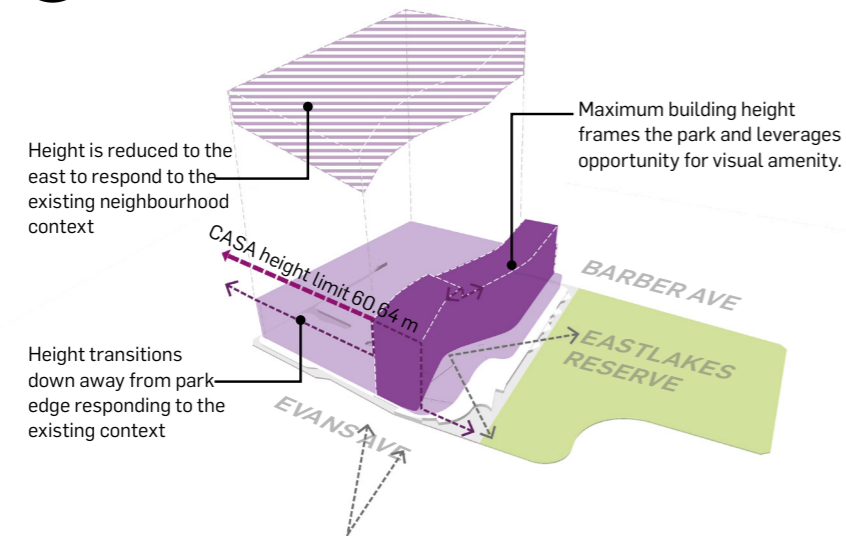 Maximum building height
frames the park and leverages
opportunity for visual amenity.
Height is reduced to the
east to respond to the
existing neighbourhood
context
CASA height limit 60.64 m
BARBER AVE
EASTLAKES
RESERVE
Height transitions
down away from park
edge responding to the
existing context
EVANS AVE